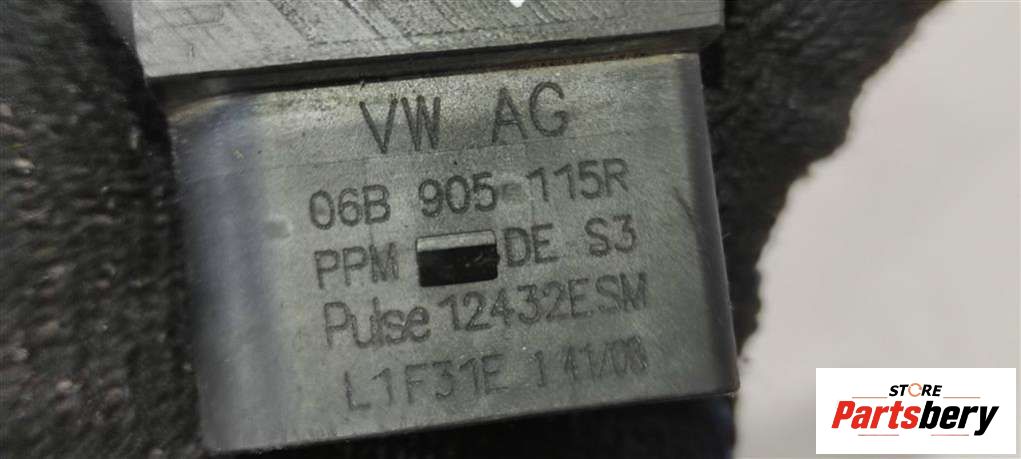 VW AG
06B 905-115R
PPM DE S3
Pulse 12432ESM
L1F31E 141/08
STORE
Partsbery